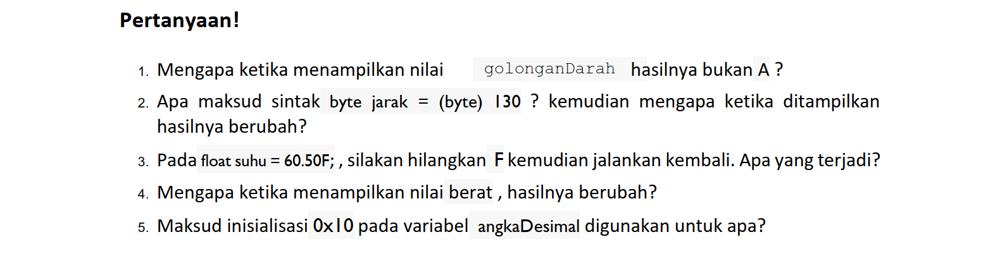 Pertanyaan!
1. Mengapa ketika menampilkan nilai golonganDarah hasilnya bukan A ?
2. Apa maksud sintak byte jarak = (byte) 130 ? kemudian mengapa ketika ditampilkan
hasilnya berubah?
3. Pada float suhu = 60.50F; , silakan hilangkan F kemudian jalankan kembali. Apa yang terjadi?
4. Mengapa ketika menampilkan nilai berat , hasilnya berubah?
5. Maksud inisialisasi 0x10 pada variabel angkaDesimal digunakan untuk apa?